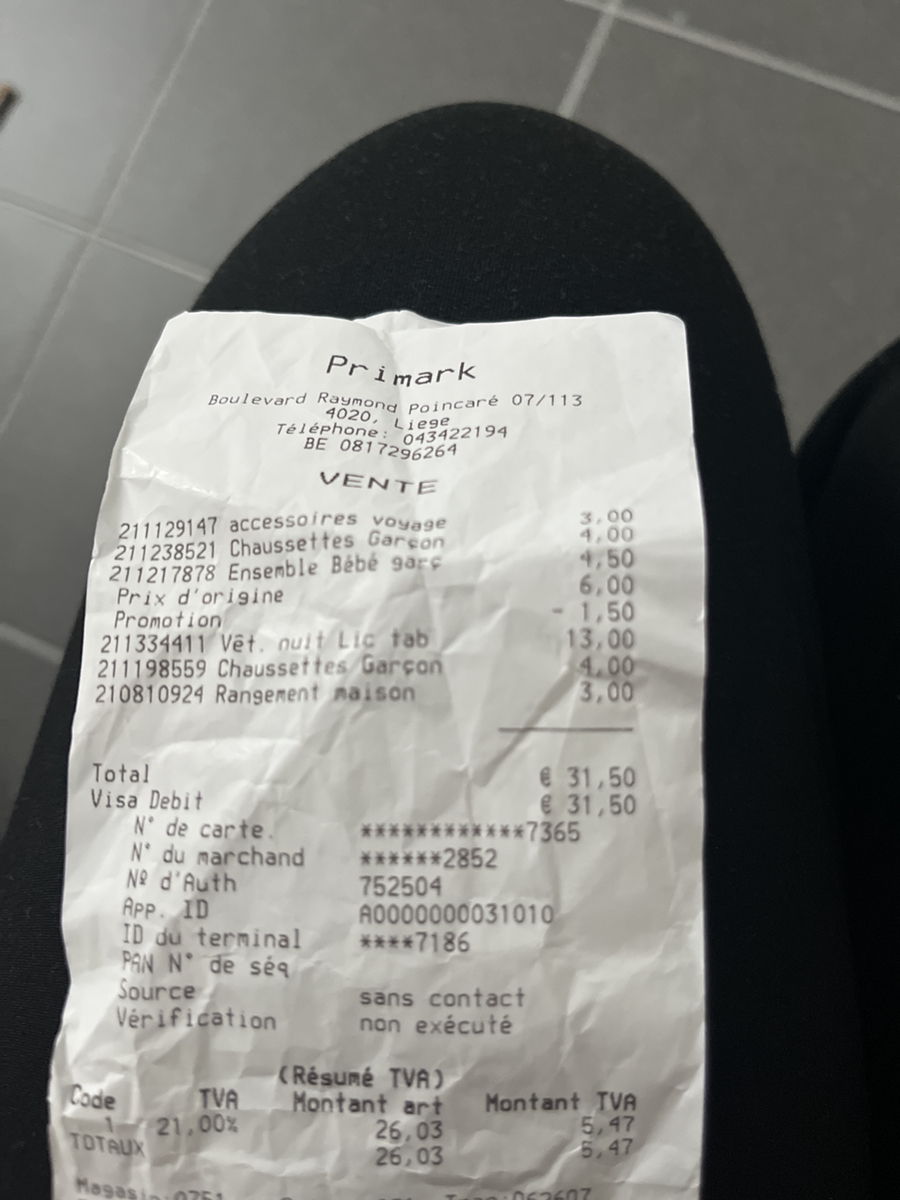 Primark
Boulevard Raymond Poincaré 07/113
4020, Liege
Téléphone: 043422194
BE 0817296264
VENTE
211129147 accessoires voyage 3,00
211238521 Chaussettes Garçon 4,00
211217878 Ensemble Bébé garç 4,50
Prix d'origine 6,00
Promotion - 1,50
211334411 Vêt. nuit Lic tab 13,00
211198559 Chaussettes Garçon 4,00
210810924 Rangement maison 3,00
Total € 31,50
Visa Debit € 31,50
N° de carte. ************7365
N° du marchand ******2852
Nº d'Auth 752504
App. ID A0000000031010
ID du terminal ****7186
PAN N° de séq
Source sans contact
Vérification non exécuté
(Résumé TVA)
Code TVA Montant art Montant TVA
1 21,00% 26,03 5,47
TOTAUX 26,03 5,47
Magasin:0751